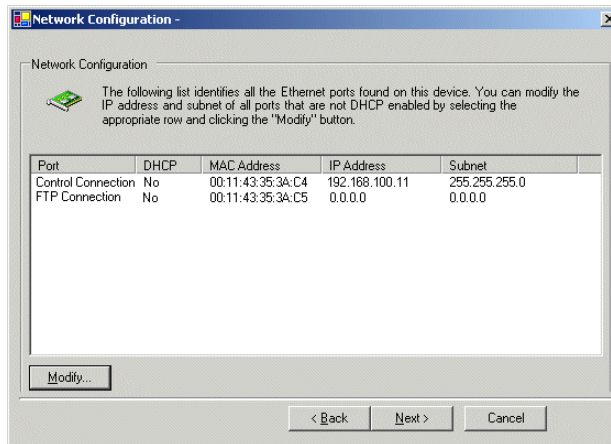 Network Configuration -
Network Configuration
The following list identifies all the Ethernet ports found on this device. You can modify the
IP address and subnet of all ports that are not DHCP enabled by selecting the
appropriate row and clicking the "Modify" button.
Port DHCP MAC Address IP Address Subnet
Control Connection No 00:11:43:35:3A:C4 192.168.100.11 255.255.255.0
FTP Connection No 00:11:43:35:3A:C5 0.0.0.0 0.0.0.0
Modify...
< Back Next > Cancel